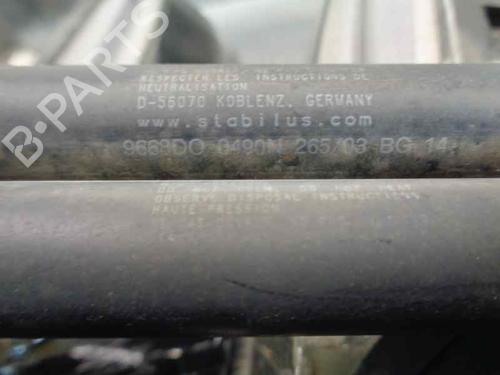 B-PARTS
RESPECTER LES INSTRUCTIONS DE
NEUTRALISATION
D-56070 KOBLENZ, GERMANY
www.stabilus.com
9668DO 0490N 265/03 BG 14
OBSERVE DISPOSAL INSTRUCTIONS
HAUTE PRESSION